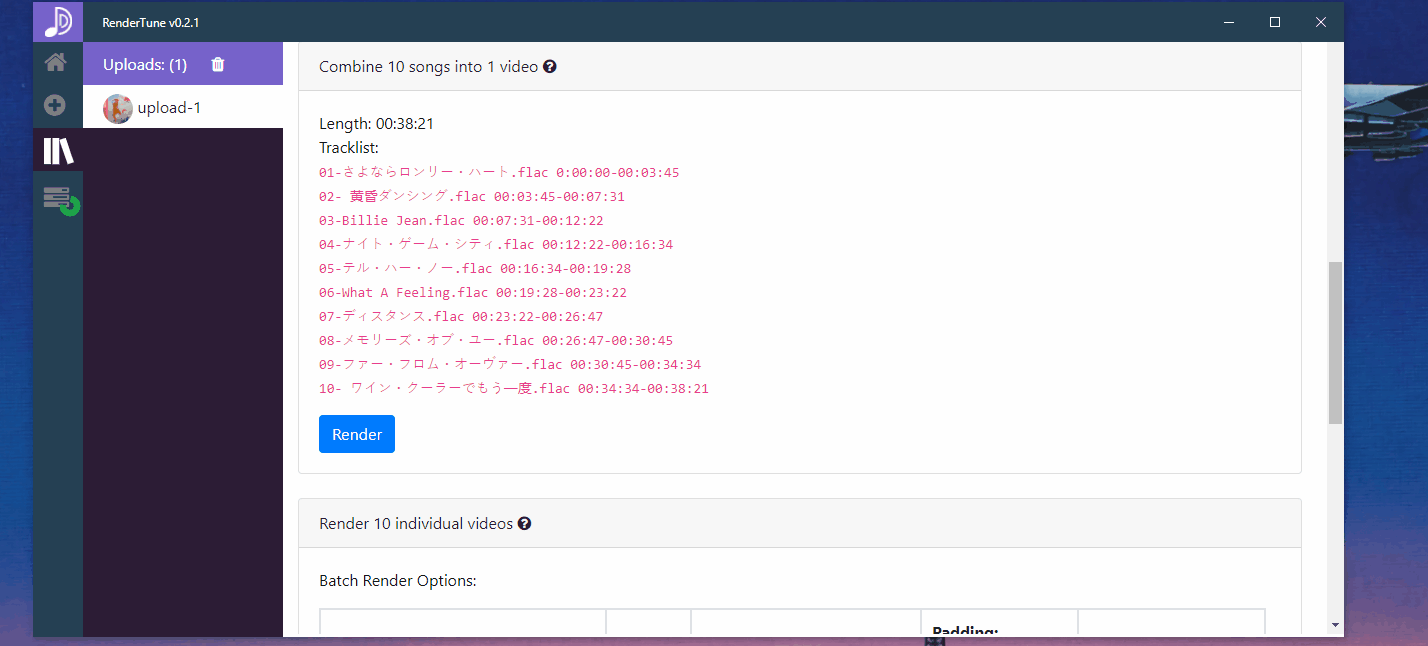 RenderTune v0.2.1
Uploads: (1)
upload-1
Combine 10 songs into 1 video
Length: 00:38:21
Tracklist:
01-さよならロンリー・ハート.flac 0:00:00-00:03:45
02- 黄昏ダンシング.flac 00:03:45-00:07:31
03-Billie Jean.flac 00:07:31-00:12:22
04-ナイト・ゲーム・シティ.flac 00:12:22-00:16:34
05-テル・ハー・ノー.flac 00:16:34-00:19:28
06-What A Feeling.flac 00:19:28-00:23:22
07-ディスタンス.flac 00:23:22-00:26:47
08-メモリーズ・オブ・ユー.flac 00:26:47-00:30:45
09-ファー・フロム・オーヴァー.flac 00:30:45-00:34:34
10- ワイン・クーラーでもう一度.flac 00:34:34-00:38:21
Render
Render 10 individual videos
Batch Render Options:
Padding: